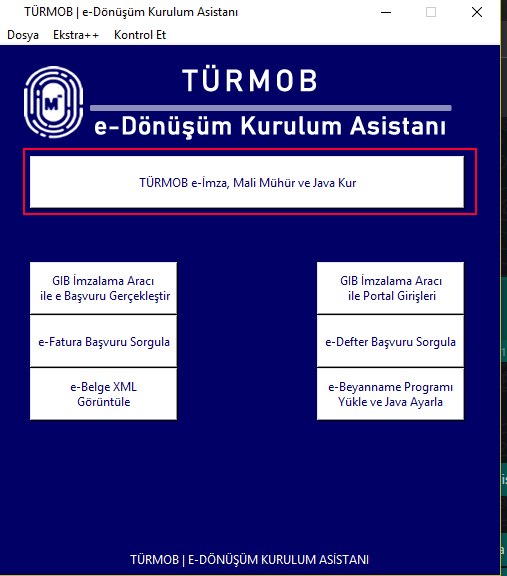 TÜRMOB | e-Dönüşüm Kurulum Asistanı
Dosya Ekstra++ Kontrol Et
TÜRMOB
e-Dönüşüm Kurulum Asistanı
TÜRMOB e-İmza, Mali Mühür ve Java Kur
GIB İmzalama Aracı
ile e Başvuru Gerçekleştir
GIB İmzalama Aracı
ile Portal Girişleri
e-Fatura Başvuru Sorgula
e-Defter Başvuru Sorgula
e-Belge XML
Görüntüle
e-Beyanname Programı
Yükle ve Java Ayarla
TÜRMOB | E-DÖNÜŞÜM KURULUM ASİSTANI